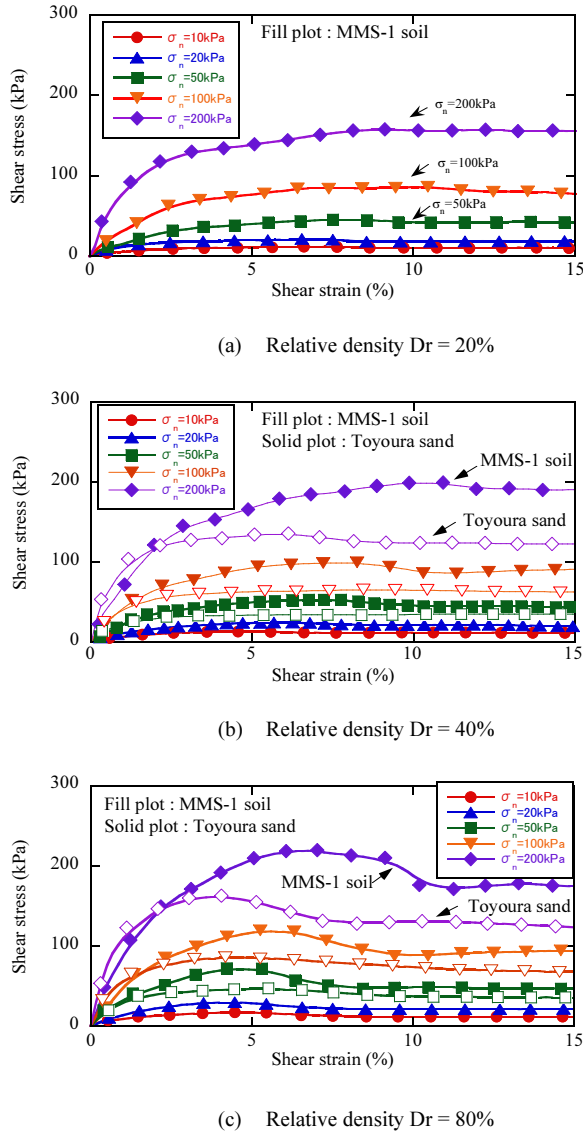 300
200
100
0
Shear stress (kPa)
σn=10kPa
σn=20kPa
σn=50kPa
σn=100kPa
σn=200kPa
Fill plot : MMS-1 soil
σn=200kPa
σn=100kPa
σn=50kPa
0 5 10 15
Shear strain (%)
(a) Relative density Dr = 20%
300
200
100
0
Shear stress (kPa)
σn=10kPa
σn=20kPa
σn=50kPa
σn=100kPa
σn=200kPa
Fill plot : MMS-1 soil
Solid plot : Toyoura sand
MMS-1 soil
Toyoura sand
0 5 10 15
Shear strain (%)
(b) Relative density Dr = 40%
300
200
100
0
Shear stress (kPa)
Fill plot : MMS-1 soil
Solid plot : Toyoura sand
σn=10kPa
σn=20kPa
σn=50kPa
σn=100kPa
σn=200kPa
MMS-1 soil
Toyoura sand
0 5 10 15
Shear strain (%)
(c) Relative density Dr = 80%